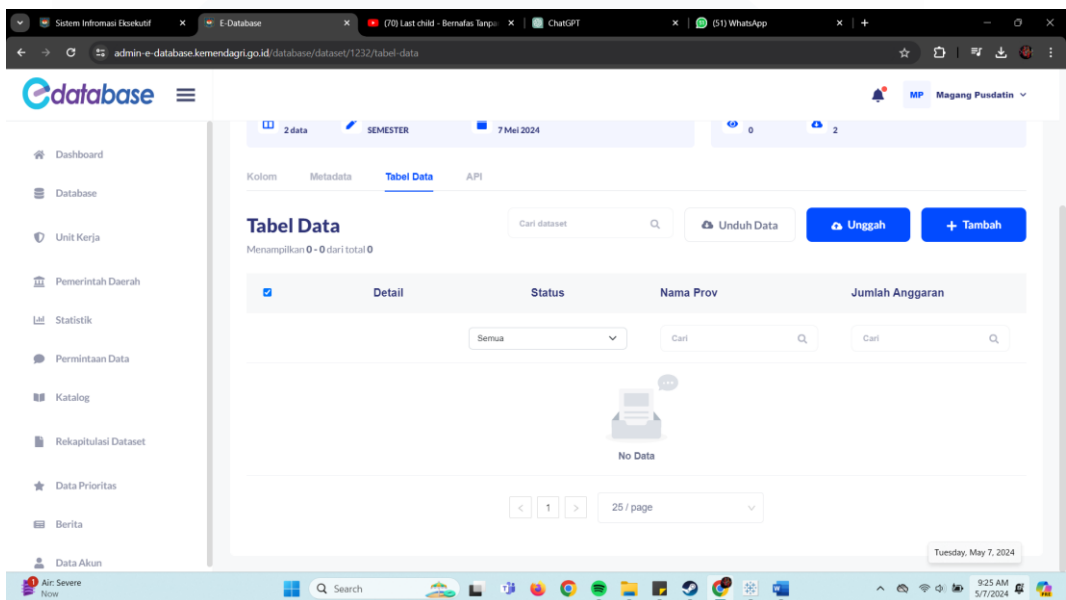 Sistem Infromasi Eksekutif
E-Database
(70) Last child - Bernafas Tanpa
ChatGPT
(51) WhatsApp
admin-e-database.kemendagri.go.id/database/dataset/1232/tabel-data
edatabase
MP Magang Pusdatin
2 data
SEMESTER
7 Mei 2024
0
2
Dashboard
Database
Unit Kerja
Pemerintah Daerah
Statistik
Permintaan Data
Katalog
Rekapitulasi Dataset
Data Prioritas
Berita
Data Akun
Kolom Metadata Tabel Data API
Tabel Data
Menampilkan 0 - 0 dari total 0
Cari dataset
Unduh Data
Unggah
+ Tambah
Detail Status Nama Prov Jumlah Anggaran
Semua Cari Cari
No Data
< 1 > 25 / page
Tuesday, May 7, 2024
1
Air: Severe
Now
Search
9:25 AM
5/7/2024